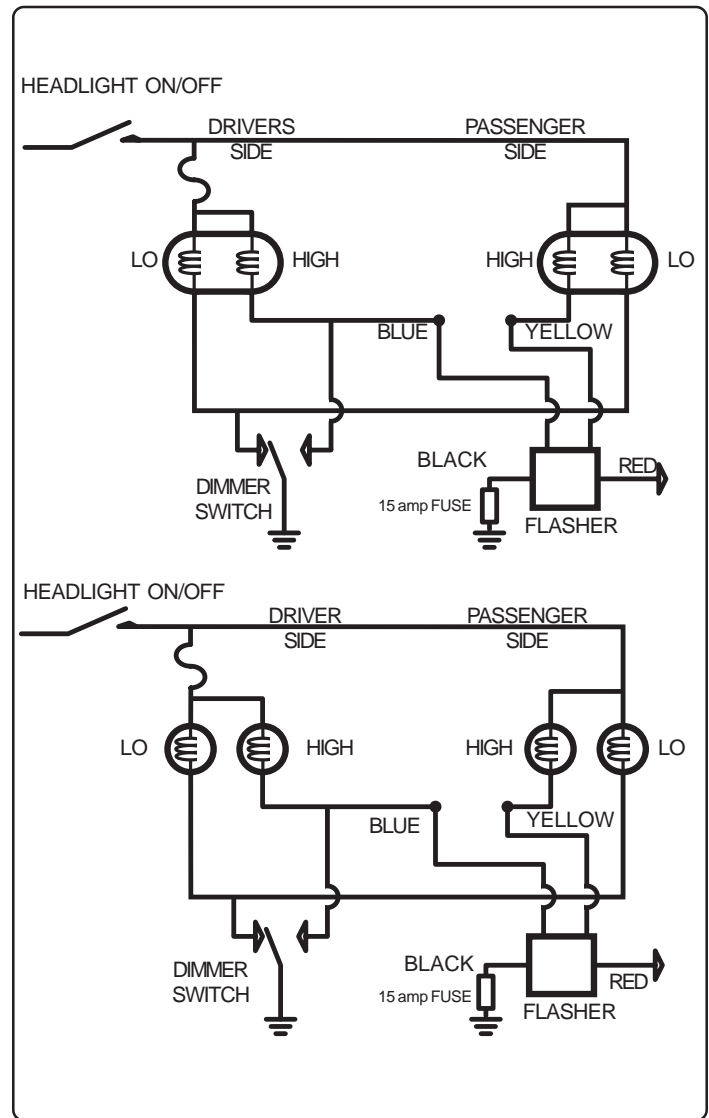 HEADLIGHT ON/OFF
DRIVERS
SIDE
PASSENGER
SIDE
LO
HIGH
HIGH
LO
BLUE
YELLOW
BLACK
RED
15 amp FUSE
DIMMER
SWITCH
FLASHER
HEADLIGHT ON/OFF
DRIVER
SIDE
PASSENGER
SIDE
LO
HIGH
HIGH
LO
BLUE
YELLOW
BLACK
RED
15 amp FUSE
DIMMER
SWITCH
FLASHER